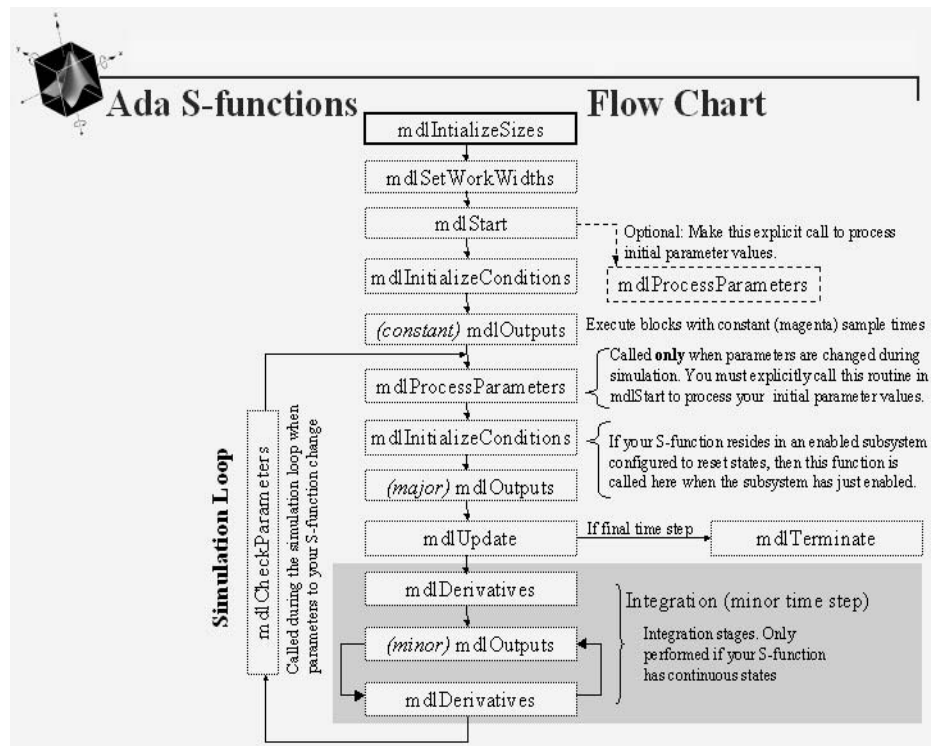 Ada S-functions Flow Chart
mdlIntializeSizes
mdlSetWorkWidths
mdlStart
Optional: Make this explicit call to process
initial parameter values.
mdlProcessParameters
mdlInitializeConditions
(constant) mdlOutputs
Execute blocks with constant (magenta) sample times
mdlProcessParameters
Called only when parameters are changed during
simulation. You must explicitly call this routine in
mdlStart to process your initial parameter values.
mdlInitializeConditions
If your S-function resides in an enabled subsystem
configured to reset states, then this function is
called here when the subsystem has just enabled.
(major) mdlOutputs
mdlUpdate
If final time step
mdlTerminate
mdlDerivatives
Integration (minor time step)
(minor) mdlOutputs
Integration stages. Only
performed if your S-function
has continuous states
mdlDerivatives
Simulation Loop
mdlCheckParameters
Called during the simulation loop when
parameters to your S-function change